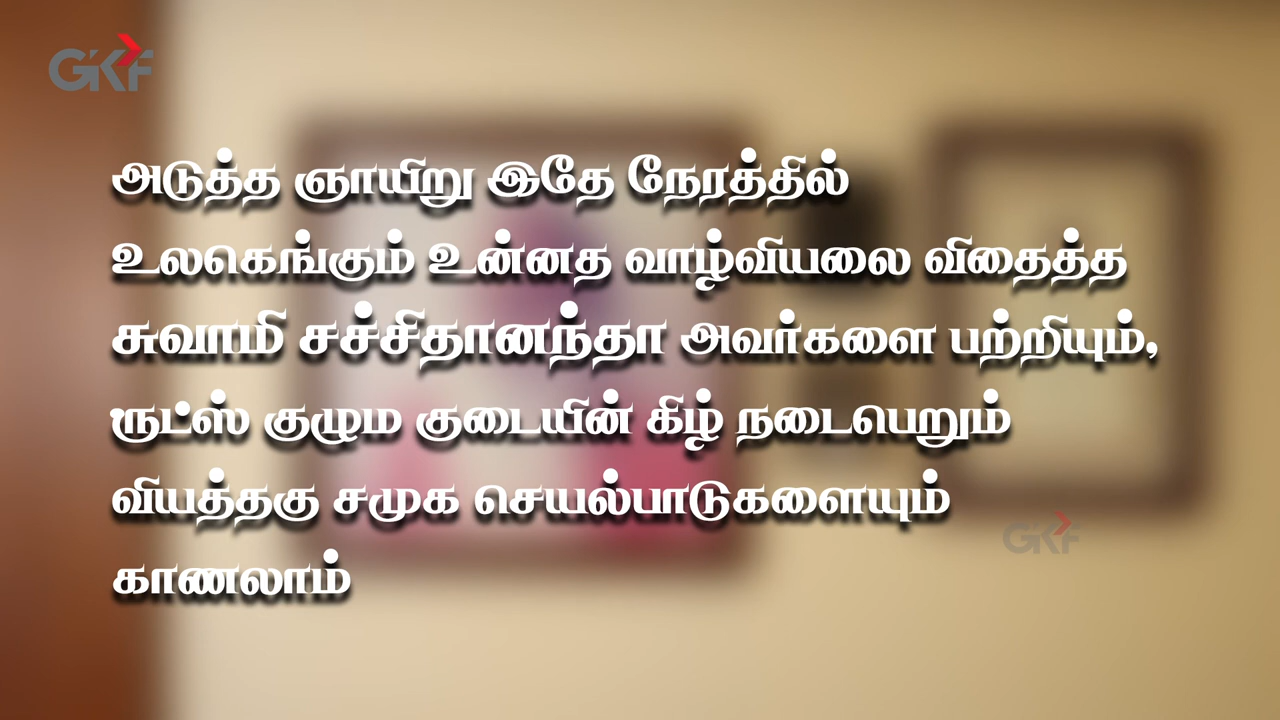 GKF
அடுத்த ஞாயிறு இதே நேரத்தில்
உலகெங்கும் உன்னத வாழ்வியலை விதைத்த
சுவாமி சச்சிதானந்தா அவர்களை பற்றியும்,
ரூட்ஸ் குழும குடையின் கிழ் நடைபெறும்
வியத்தகு சமுக செயல்பாடுகளையும்
காணலாம்
GKF